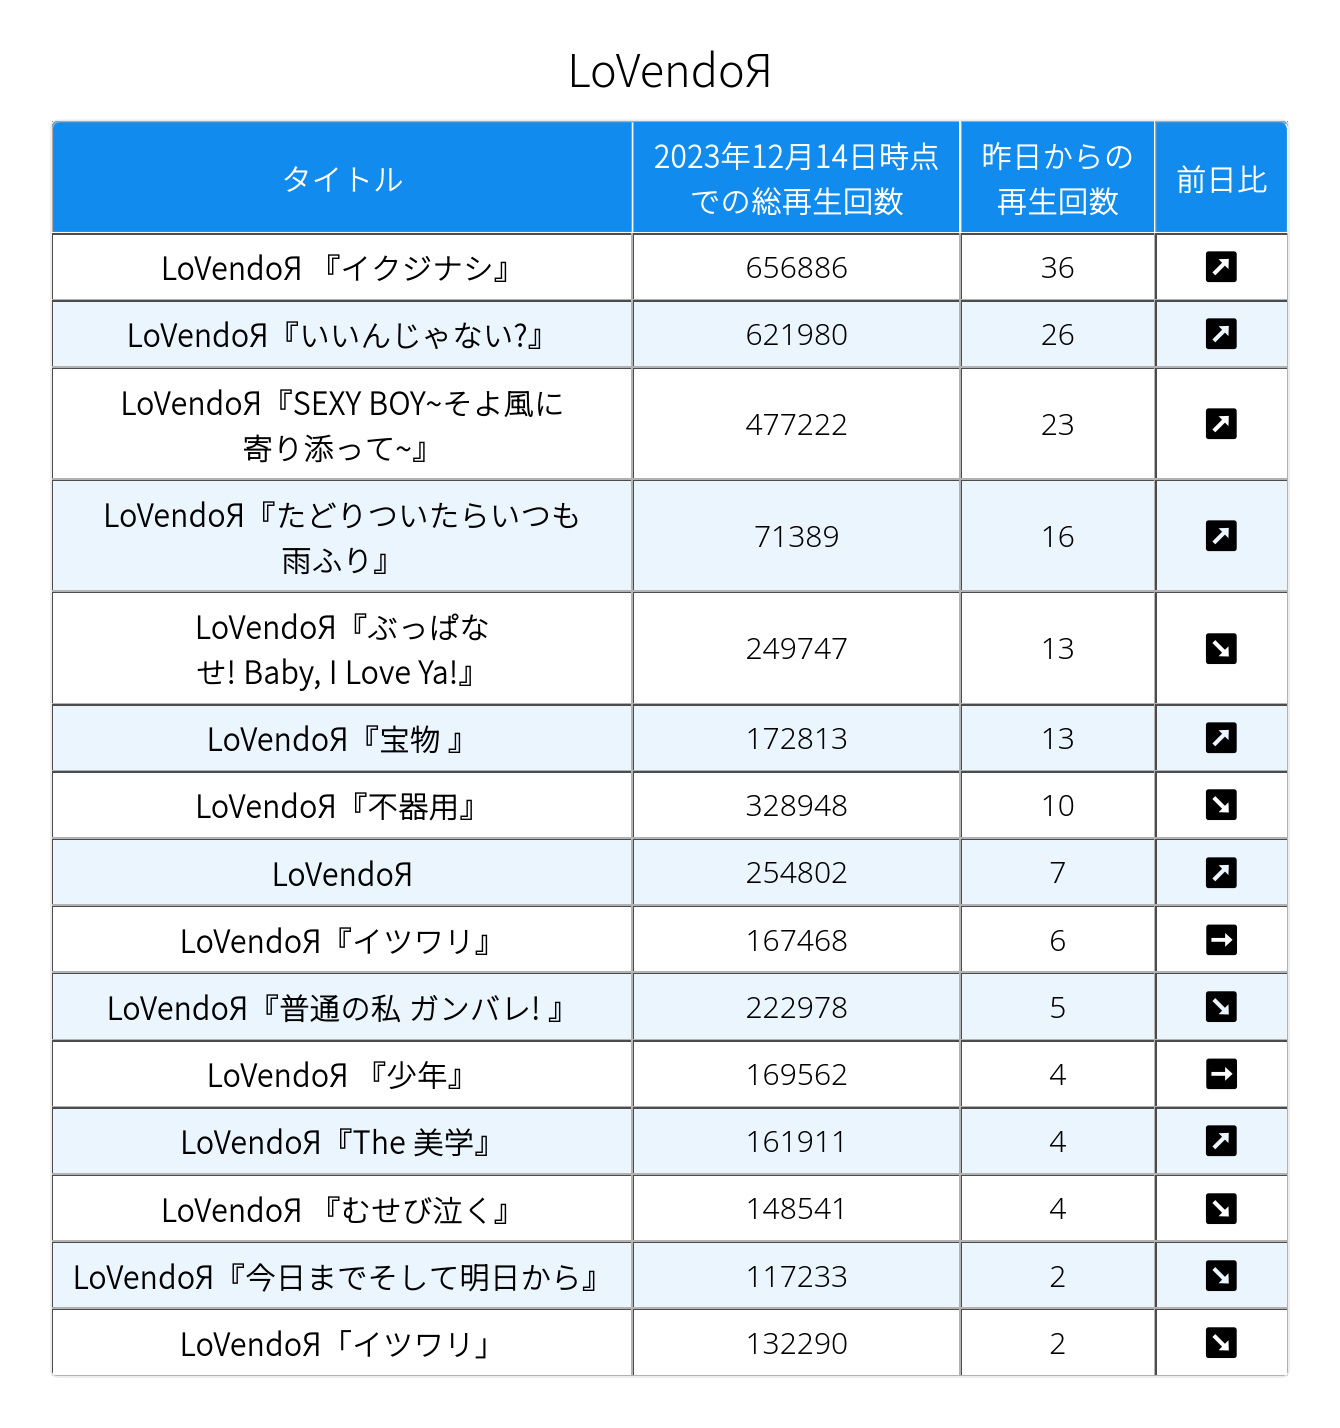 LoVendoЯ
タイトル
2023年12月14日時点
での総再生回数
昨日からの
再生回数
前日比
LoVendoЯ 『イクジナシ』
656886
36
↗
LoVendoЯ『いいんじゃない?』
621980
26
↗
LoVendoЯ『SEXY BOY~そよ風に
寄り添って~』
477222
23
↗
LoVendoЯ『たどりついたらいつも
雨ふり』
71389
16
↗
LoVendoЯ『ぶっぱな
せ! Baby, I Love Ya!』
249747
13
↘
LoVendoЯ『宝物 』
172813
13
↗
LoVendoЯ『不器用』
328948
10
↘
LoVendoЯ
254802
7
↗
LoVendoЯ『イツワリ』
167468
6
→
LoVendoЯ『普通の私 ガンバレ! 』
222978
5
↘
LoVendoЯ 『少年』
169562
4
→
LoVendoЯ『The 美学』
161911
4
↗
LoVendoЯ 『むせび泣く』
148541
4
↘
LoVendoЯ『今日までそして明日から』
117233
2
↘
LoVendoЯ「イツワリ」
132290
2
↘